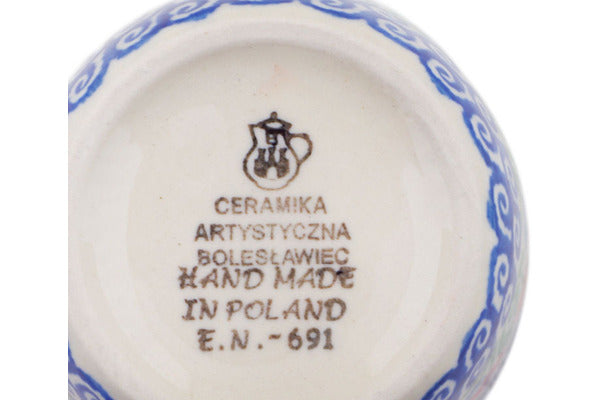 CERAMIKA
ARTYSTYCZNA
BOLESŁAWIEC
HAND MADE
IN POLAND
E.N.-691